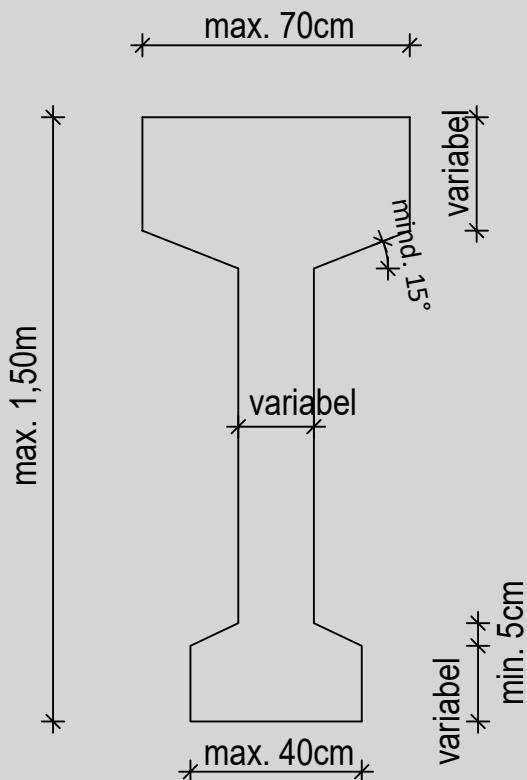 max. 70cm
variabel
mind. 15°
max. 1,50m
variabel
min. 5cm
variabel
max. 40cm